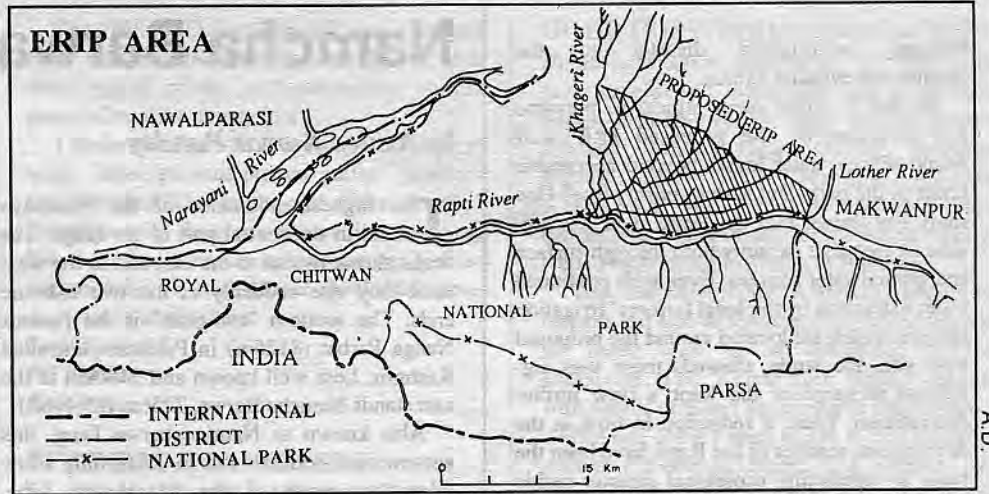 ERIP AREA
NAWALPARASI
Narayani River
Khageri River
PROPOSED ERIP AREA
Lother River
MAKWANPUR
Rapti River
ROYAL CHITWAN NATIONAL PARK
INDIA
PARSA
INTERNATIONAL
DISTRICT
NATIONAL PARK
0 15 Km
A.D.